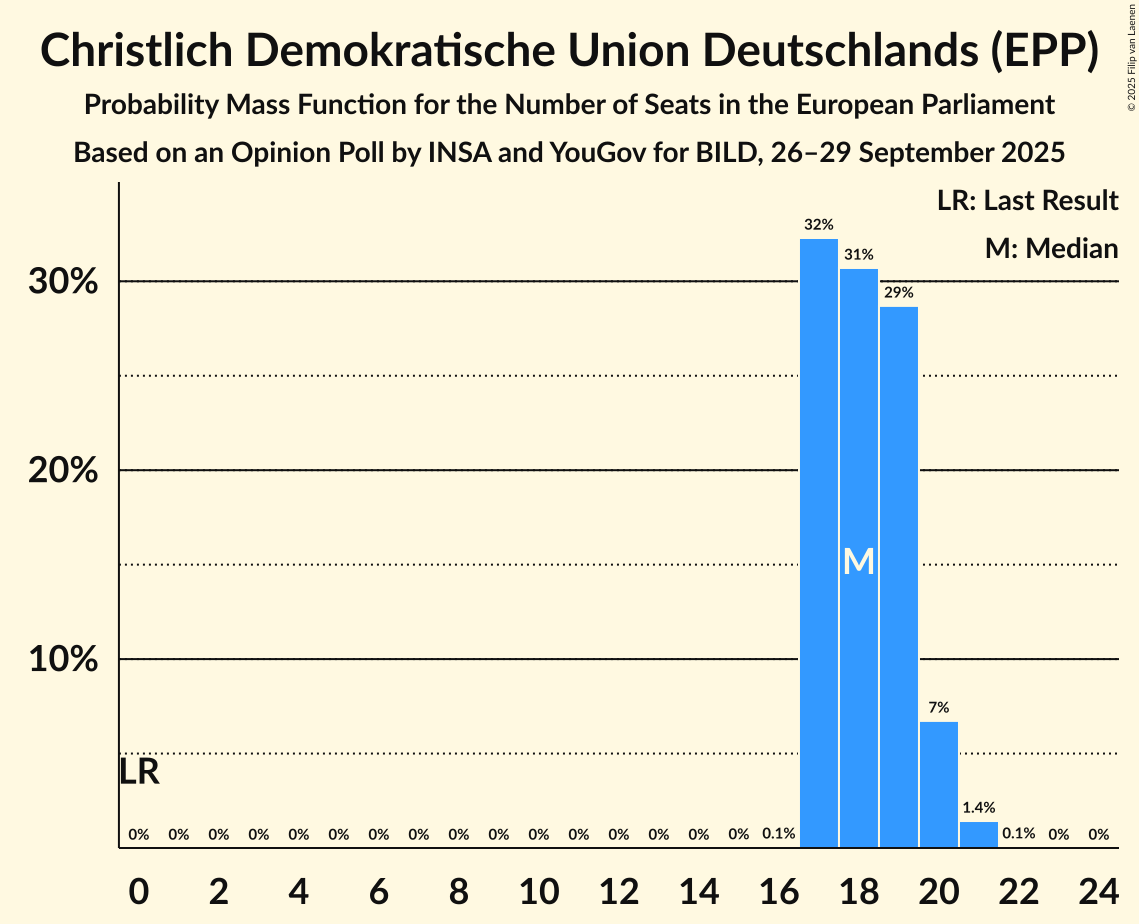 Christlich Demokratische Union Deutschlands (EPP)
Probability Mass Function for the Number of Seats in the European Parliament
Based on an Opinion Poll by INSA and YouGov for BILD, 26–29 September 2025
© 2025 Filip van Laenen
LR: Last Result
M: Median
32%
31%
29%
30%
20%
M
10%
7%
LR
1.4%
0% 0% 0% 0% 0% 0% 0% 0% 0% 0% 0% 0% 0% 0% 0% 0% 0.1% 0.1% 0% 0%
0 2 4 6 8 10 12 14 16 18 20 22 24